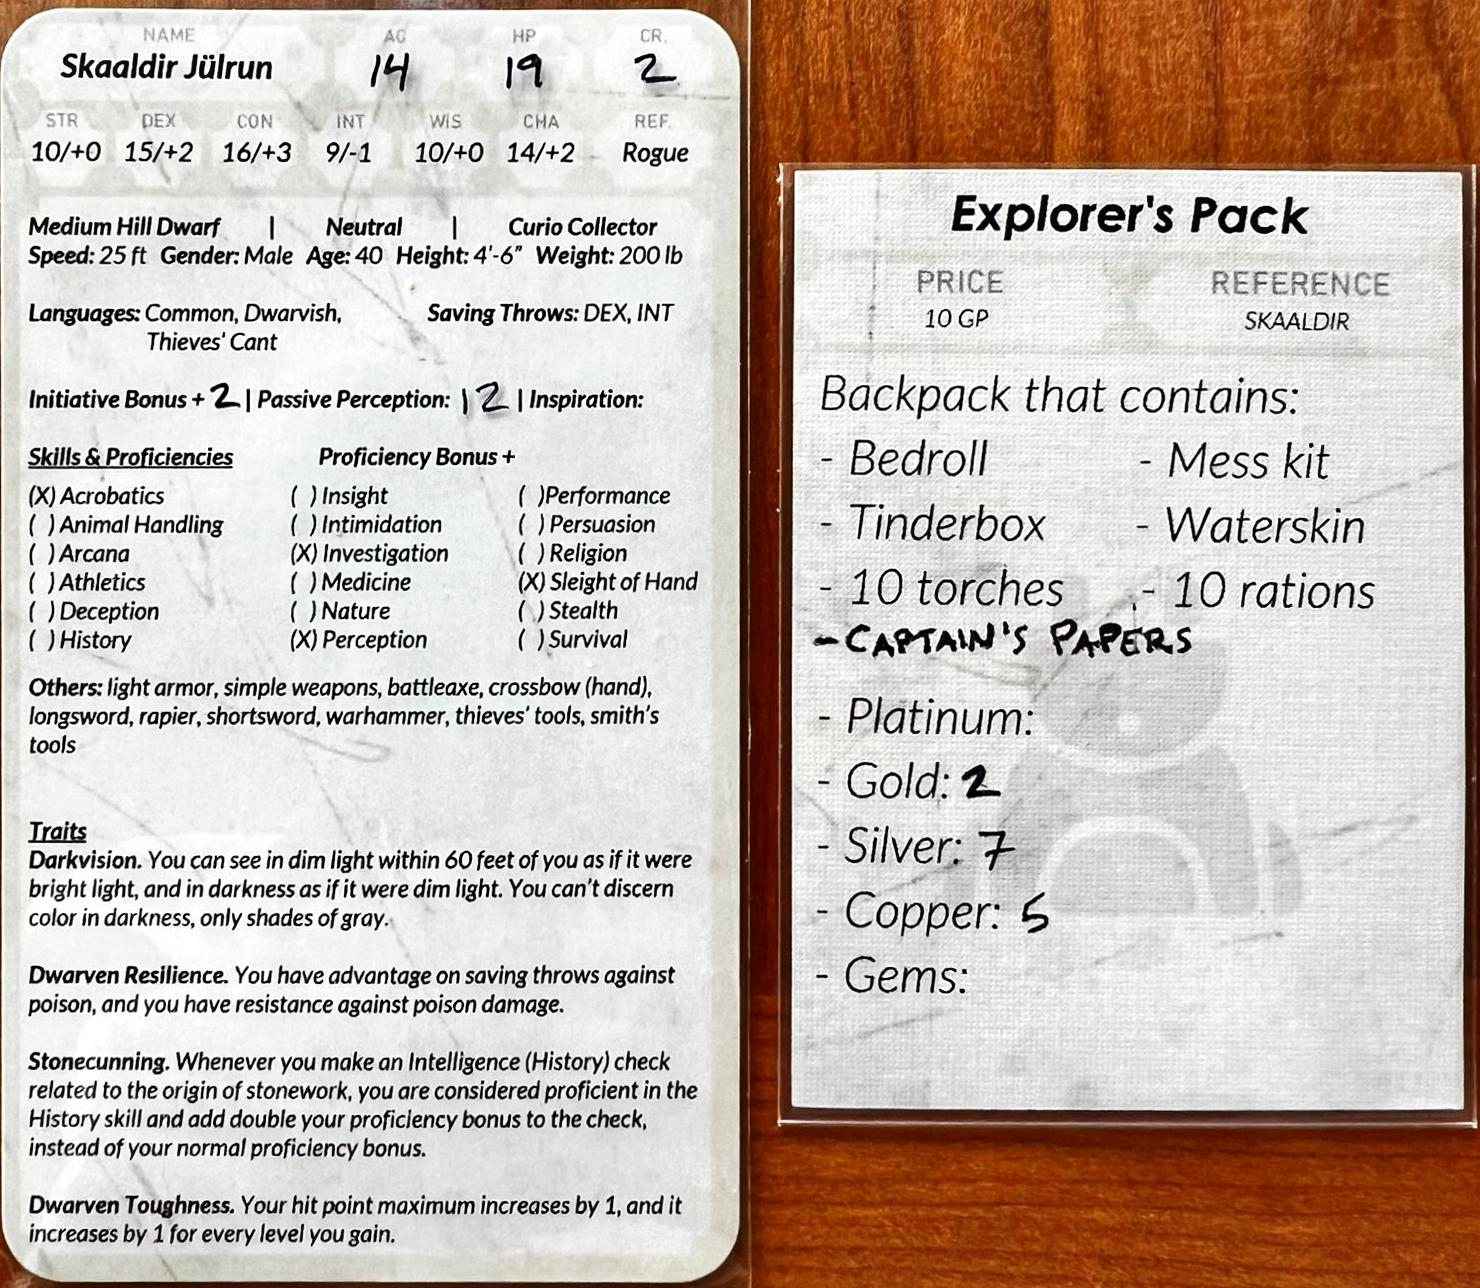 NAME AC HP CR.
Skaaldir Jülrun 14 19 2
STR DEX CON INT WIS CHA REF.
10/+0 15/+2 16/+3 9/-1 10/+0 14/+2 Rogue
Medium Hill Dwarf | Neutral | Curio Collector
Speed: 25 ft Gender: Male Age: 40 Height: 4'-6" Weight: 200 lb
Languages: Common, Dwarvish, Saving Throws: DEX, INT
Thieves' Cant
Initiative Bonus + 2 | Passive Perception: 12 | Inspiration:
Skills & Proficiencies Proficiency Bonus +
(X) Acrobatics ( ) Insight ( )Performance
( ) Animal Handling ( ) Intimidation ( ) Persuasion
( ) Arcana (X) Investigation ( ) Religion
( ) Athletics ( ) Medicine (X) Sleight of Hand
( ) Deception ( ) Nature ( ) Stealth
( ) History (X) Perception ( ) Survival
Others: light armor, simple weapons, battleaxe, crossbow (hand),
longsword, rapier, shortsword, warhammer, thieves' tools, smith's
tools
Traits
Darkvision. You can see in dim light within 60 feet of you as if it were
bright light, and in darkness as if it were dim light. You can't discern
color in darkness, only shades of gray.
Dwarven Resilience. You have advantage on saving throws against
poison, and you have resistance against poison damage.
Stonecunning. Whenever you make an Intelligence (History) check
related to the origin of stonework, you are considered proficient in the
History skill and add double your proficiency bonus to the check,
instead of your normal proficiency bonus.
Dwarven Toughness. Your hit point maximum increases by 1, and it
increases by 1 for every level you gain.
Explorer's Pack
PRICE REFERENCE
10 GP SKAALDIR
Backpack that contains:
- Bedroll - Mess kit
- Tinderbox - Waterskin
- 10 torches - 10 rations
- CAPTAIN'S PAPERS
- Platinum:
- Gold: 2
- Silver: 7
- Copper: 5
- Gems: